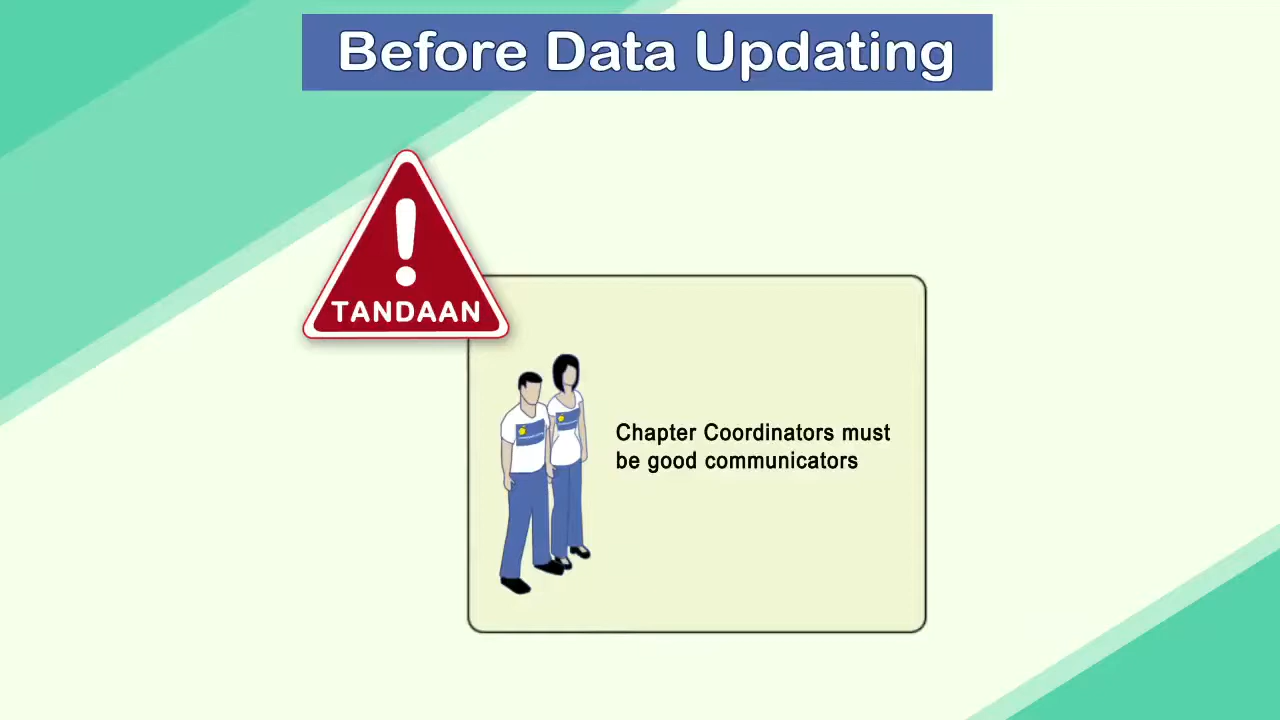 Before Data Updating
TANDAAN
Chapter Coordinators must
be good communicators